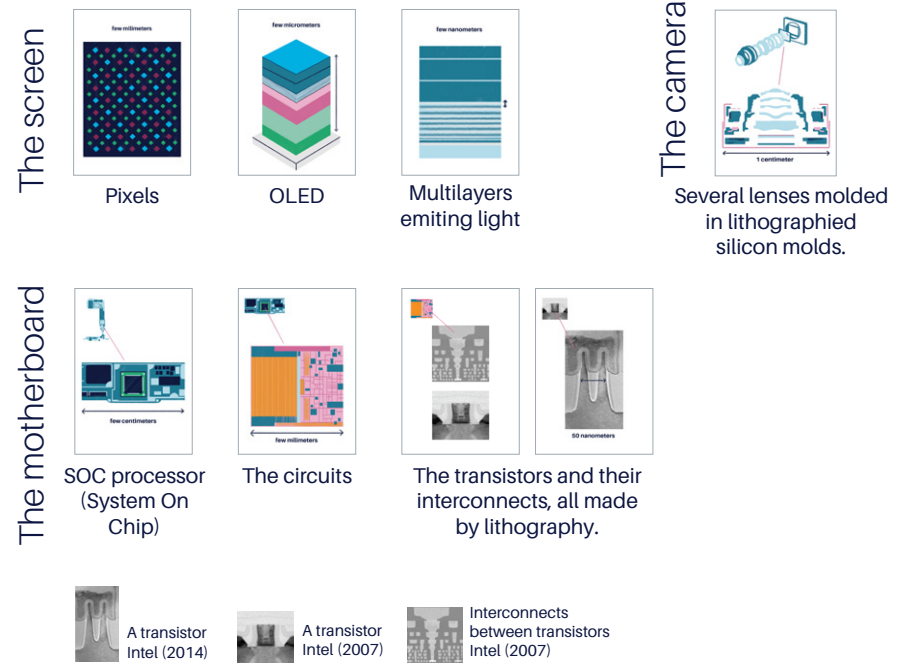 The screen
few milimeters
Pixels
few micrometers
OLED
few nanometers
Multilayers
emiting light
The camera
1 centimeter
Several lenses molded
in lithographied
silicon molds.
The motherboard
few centimeters
SOC processor
(System On
Chip)
few milimeters
The circuits
50 nanometers
The transistors and their
interconnects, all made
by lithography.
A transistor
Intel (2014)
A transistor
Intel (2007)
Interconnects
between transistors
Intel (2007)